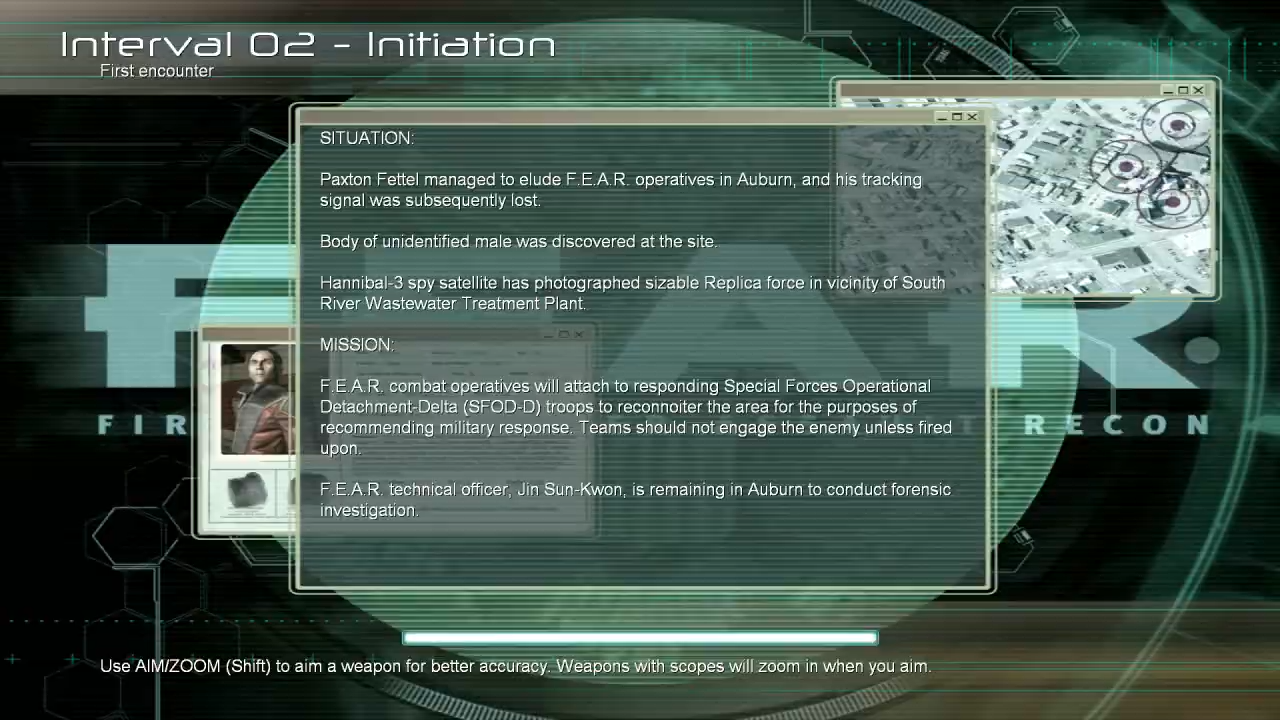 Interval 02 - Initiation
First encounter
SITUATION:
Paxton Fettel managed to elude F.E.A.R. operatives in Auburn, and his tracking
signal was subsequently lost.
Body of unidentified male was discovered at the site.
Hannibal-3 spy satellite has photographed sizable Replica force in vicinity of South
River Wastewater Treatment Plant.
MISSION:
F.E.A.R. combat operatives will attach to responding Special Forces Operational
Detachment-Delta (SFOD-D) troops to reconnoiter the area for the purposes of
recommending military response. Teams should not engage the enemy unless fired
upon.
F.E.A.R. technical officer, Jin Sun-Kwon, is remaining in Auburn to conduct forensic
investigation.
RECON
Use AIM/ZOOM (Shift) to aim a weapon for better accuracy. Weapons with scopes will zoom in when you aim.